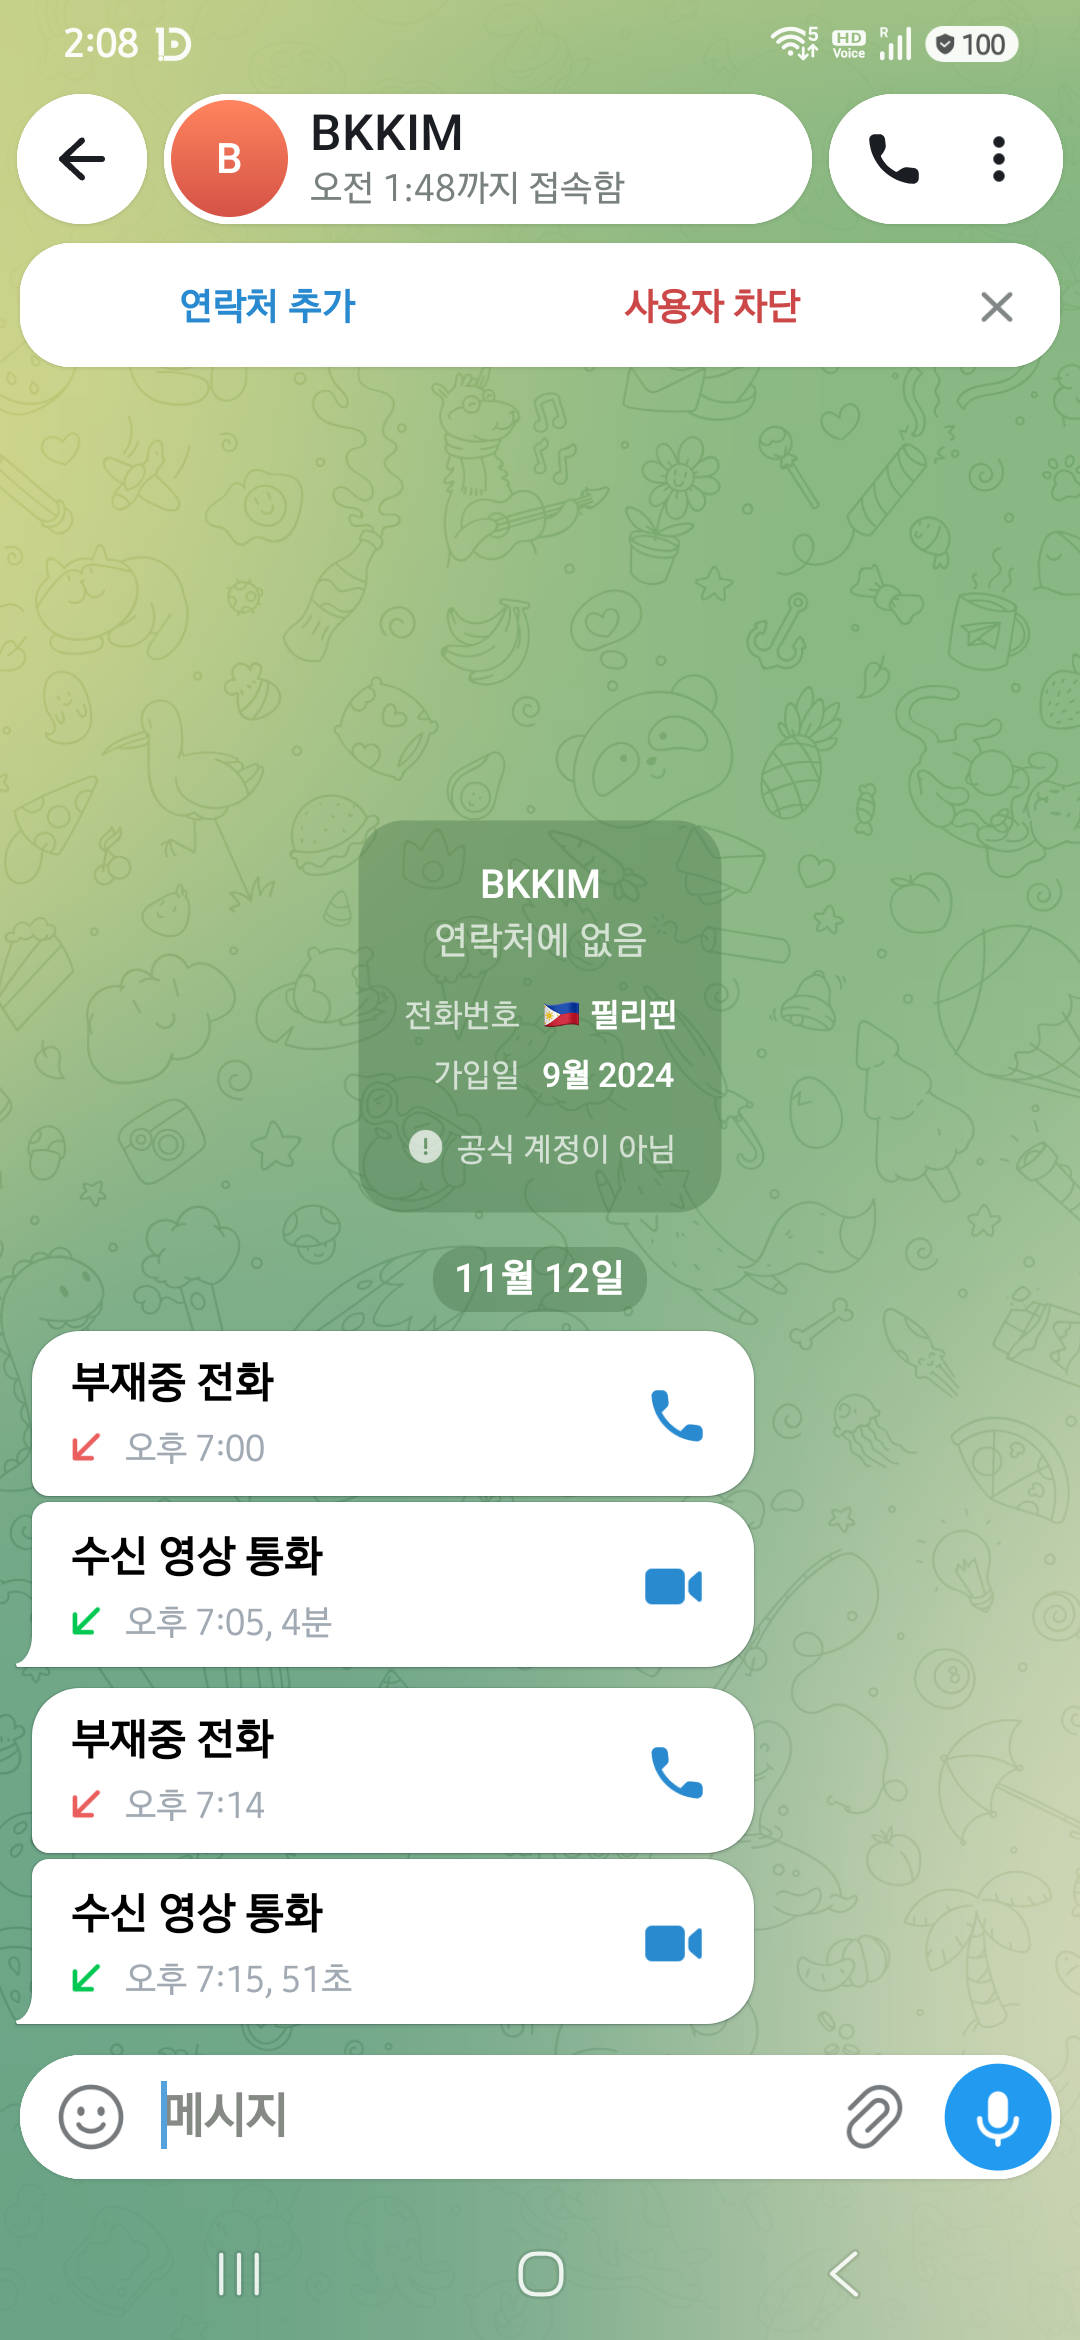 2:08
5
HD
Voice
R
100
B
BKKIM
오전 1:48까지 접속함
연락처 추가
사용자 차단
BKKIM
연락처에 없음
전화번호 🇵🇭 필리핀
가입일 9월 2024
공식 계정이 아님
11월 12일
부재중 전화
오후 7:00
수신 영상 통화
오후 7:05, 4분
부재중 전화
오후 7:14
수신 영상 통화
오후 7:15, 51초
메시지